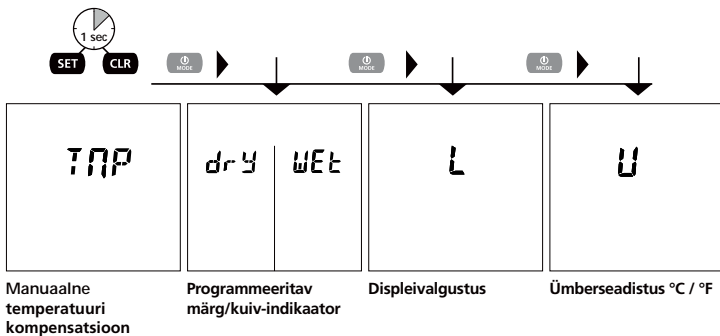 1 sec
SET CLR
MODE MODE MODE
TMP dry WEt L U
Manuaalne temperatuuri kompensatsioon
Programmeeritav märg/kuiv-indikaator
Displeivalgustus
Ümberseadistus °C / °F